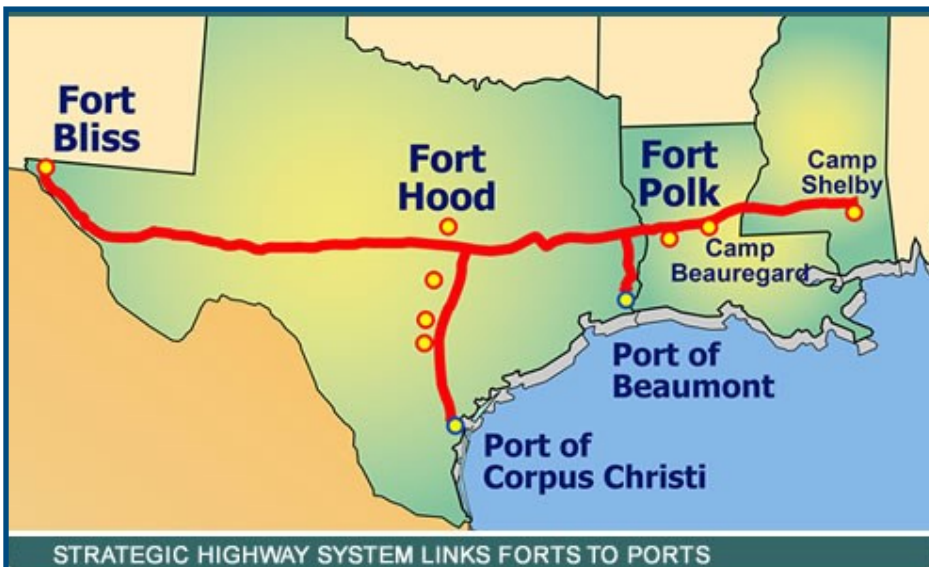 Fort
Bliss
Fort
Hood
Fort
Polk
Camp
Shelby
Camp
Beauregard
Port of
Beaumont
Port of
Corpus Christi
STRATEGIC HIGHWAY SYSTEM LINKS FORTS TO PORTS